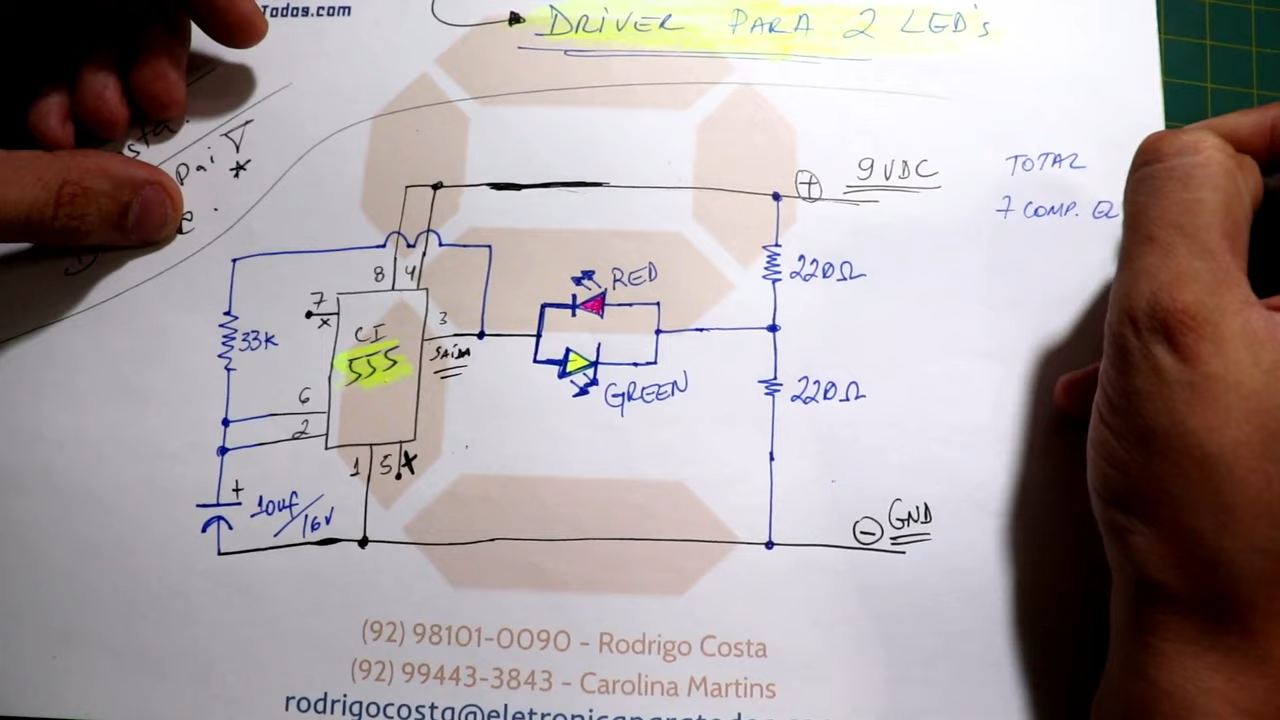 Todos.com
DRIVER PARA 2 LED's
Pai
9VDC
TOTAL
7 COMP.
8 4
220Ω
RED
7
x
CI
555
3
SAÍDA
33K
GREEN
220Ω
6
2
1 5 x
+
10uf/16V
GND
(92) 98101-0090 - Rodrigo Costa
(92) 99443-3843 - Carolina Martins